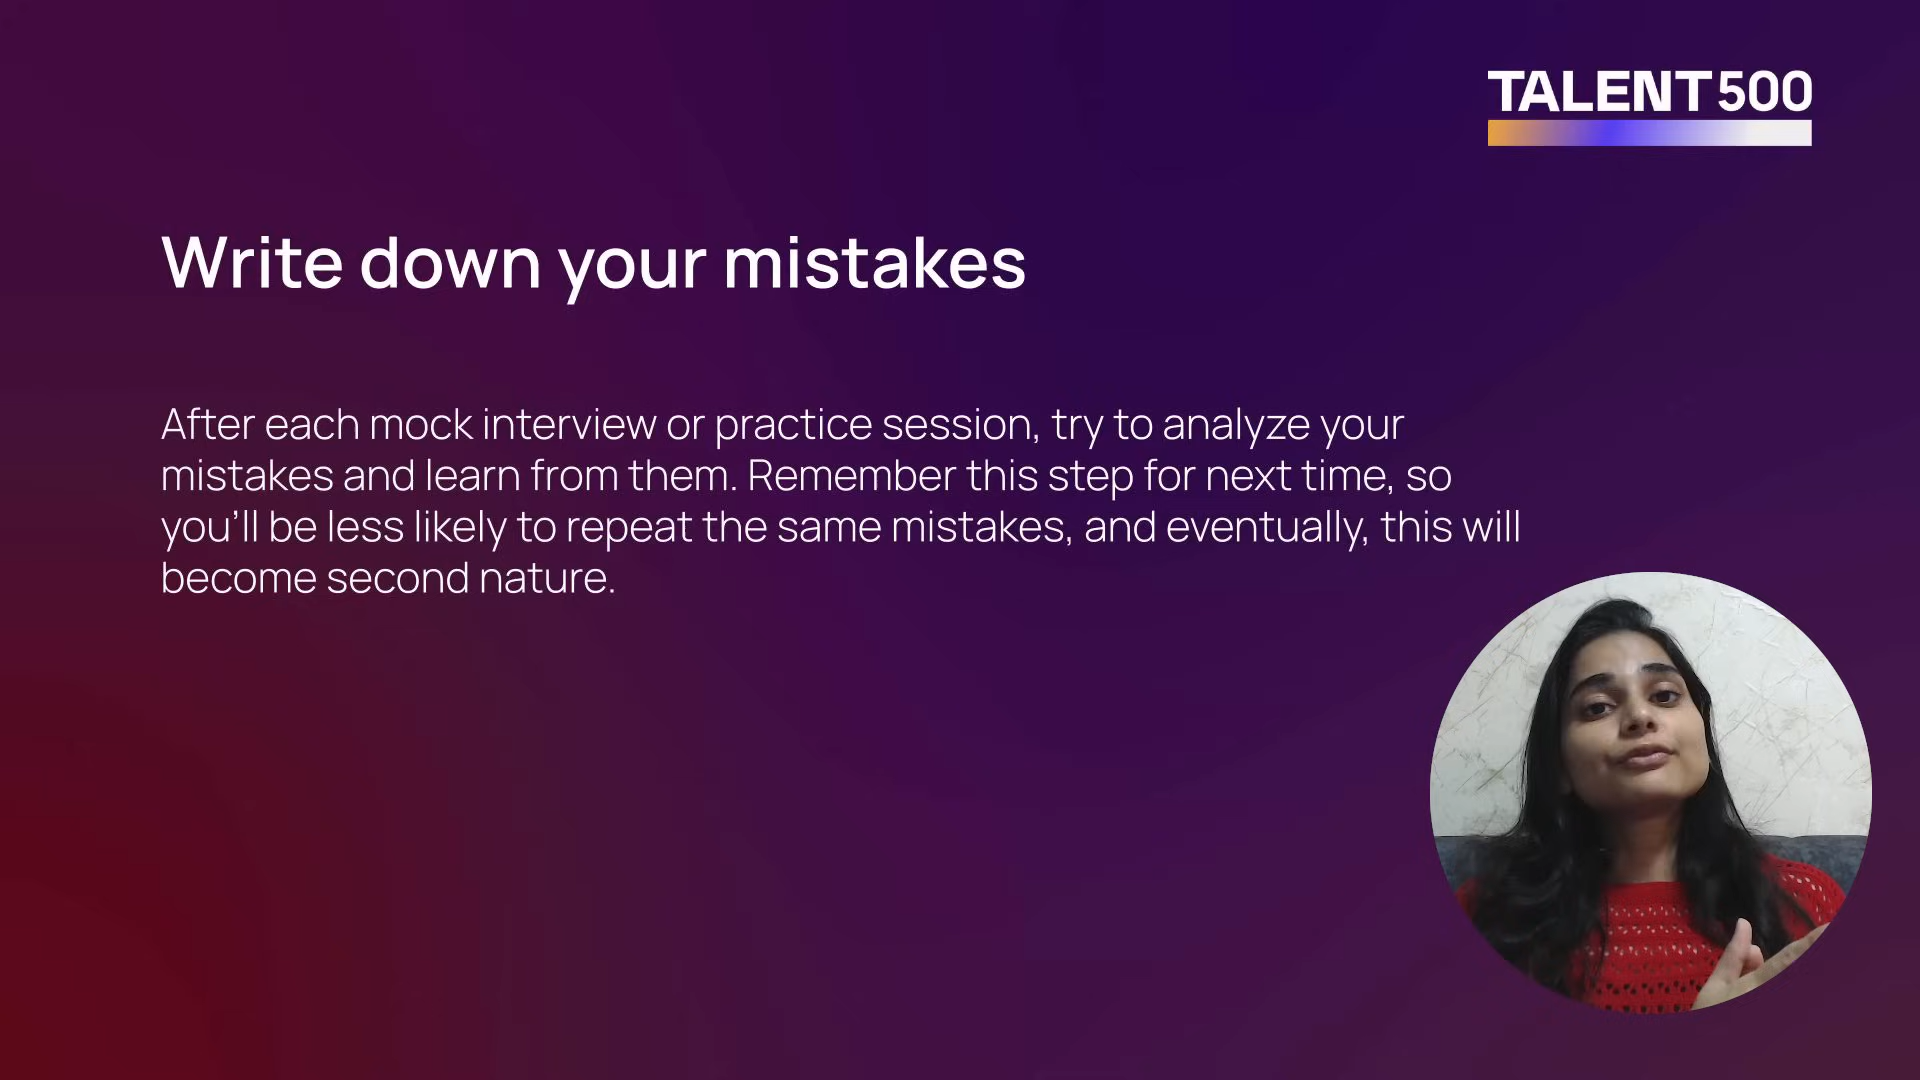 TALENT500
Write down your mistakes
After each mock interview or practice session, try to analyze your
mistakes and learn from them. Remember this step for next time, so
you’ll be less likely to repeat the same mistakes, and eventually, this will
become second nature.